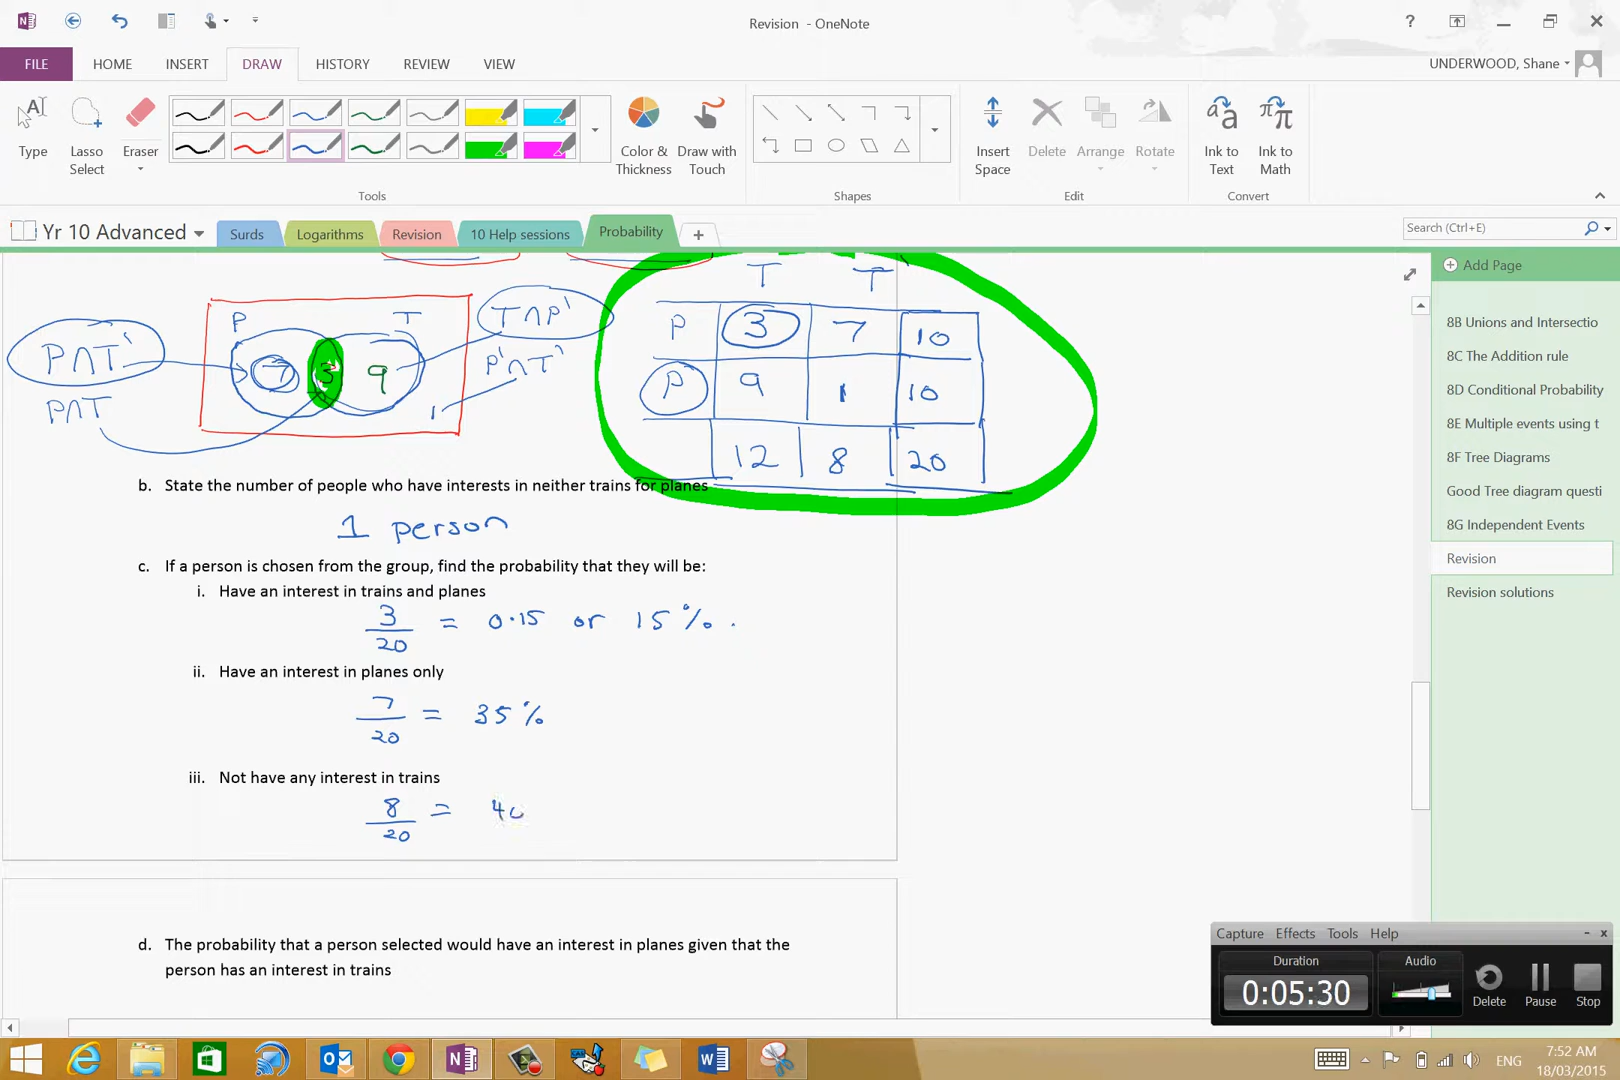 Revision - OneNote
FILE HOME INSERT DRAW HISTORY REVIEW VIEW
UNDERWOOD, Shane
Type
Lasso Select
Eraser
Color & Thickness
Draw with Touch
Insert Space
Delete
Arrange
Rotate
Ink to Text
Ink to Math
Tools
Shapes
Edit
Convert
Yr 10 Advanced Surds Logarithms Revision 10 Help sessions Probability
Search (Ctrl+E)
Add Page
8B Unions and Intersectio
8C The Addition rule
8D Conditional Probability
8E Multiple events using t
8F Tree Diagrams
Good Tree diagram questi
8G Independent Events
Revision
Revision solutions
P T
T∩P'
P∩T'
P'∩T'
7 3 9
P∩T
1
T T
P 3 7 10
P 9 1 10
12 8 20
b. State the number of people who have interests in neither trains for planes
1 person
c. If a person is chosen from the group, find the probability that they will be:
i. Have an interest in trains and planes
3/20 = 0.15 or 15%.
ii. Have an interest in planes only
7/20 = 35%
iii. Not have any interest in trains
8/20 = 40
d. The probability that a person selected would have an interest in planes given that the
person has an interest in trains
Capture Effects Tools Help
Duration
Audio
0:05:30
Delete Pause Stop
ENG
7:52 AM
18/03/2015